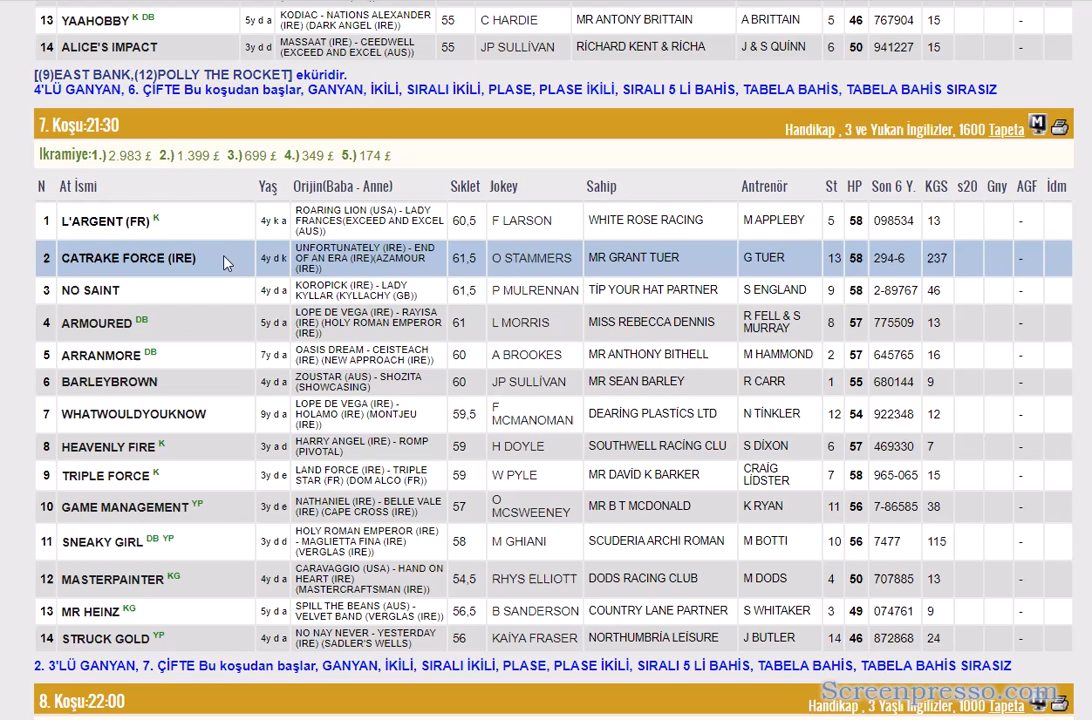 13 YAAHOBBY K DB 5y d a KODIAC - NATIONS ALEXANDER (IRE) (DARK ANGEL (IRE)) 55 C HARDIE MR ANTONY BRITTAIN A BRITTAIN 5 46 767904 15 -
14 ALICE'S IMPACT 3y d d MASSAAT (IRE) - CEEDWELL (EXCEED AND EXCEL (AUS)) 55 JP SULLİVAN RİCHARD KENT & RİCHA J & S QUİNN 6 50 941227 15 -
[(9)EAST BANK,(12)POLLY THE ROCKET] eküridir.
4'LÜ GANYAN, 6. ÇİFTE Bu koşudan başlar, GANYAN, İKİLİ, SIRALI İKİLİ, PLASE, PLASE İKİLİ, SIRALI 5 Lİ BAHİS, TABELA BAHİS, TABELA BAHİS SIRASIZ
7. Koşu:21:30 Handikap , 3 ve Yukarı İngilizler, 1600 Tapeta M
İkramiye:1.) 2.983 £ 2.) 1.399 £ 3.) 699 £ 4.) 349 £ 5.) 174 £
N At İsmi Yaş Orijin(Baba - Anne) Sıklet Jokey Sahip Antrenör St HP Son 6 Y. KGS s20 Gny AGF İdm
1 L'ARGENT (FR) K 4y k a ROARING LION (USA) - LADY FRANCES(EXCEED AND EXCEL (AUS)) 60,5 F LARSON WHITE ROSE RACING M APPLEBY 5 58 098534 13 -
2 CATRAKE FORCE (IRE) 4y d k UNFORTUNATELY (IRE) - END OF AN ERA (IRE)(AZAMOUR (IRE)) 61,5 O STAMMERS MR GRANT TUER G TUER 13 58 294-6 237 -
3 NO SAINT 4y d a KOROPICK (IRE) - LADY KYLLAR (KYLLACHY (GB)) 61,5 P MULRENNAN TİP YOUR HAT PARTNER S ENGLAND 9 58 2-89767 46 -
4 ARMOURED DB 5y d a LOPE DE VEGA (IRE) - RAYISA (IRE) (HOLY ROMAN EMPEROR (IRE)) 61 L MORRIS MISS REBECCA DENNIS R FELL & S MURRAY 8 57 775509 13 -
5 ARRANMORE DB 7y d a OASIS DREAM - CEISTEACH (IRE) (NEW APPROACH (IRE)) 60 A BROOKES MR ANTHONY BITHELL M HAMMOND 2 57 645765 16 -
6 BARLEYBROWN 4y d a ZOUSTAR (AUS) - SHOZITA (SHOWCASING) 60 JP SULLİVAN MR SEAN BARLEY R CARR 1 55 680144 9 -
7 WHATWOULDYOUKNOW 9y d a LOPE DE VEGA (IRE) - HOLAMO (IRE) (MONTJEU (IRE)) 59,5 F MCMANOMAN DEARİNG PLASTİCS LTD N TİNKLER 12 54 922348 12 -
8 HEAVENLY FIRE K 3y a d HARRY ANGEL (IRE) - ROMP (PIVOTAL) 59 H DOYLE SOUTHWELL RACİNG CLU S DİXON 6 57 469330 7 -
9 TRIPLE FORCE K 3y d e LAND FORCE (IRE) - TRIPLE STAR (FR) (DOM ALCO (FR)) 59 W PYLE MR DAVİD K BARKER CRAİG LİDSTER 7 58 965-065 15 -
10 GAME MANAGEMENT YP 3y d e NATHANIEL (IRE) - BELLE VALE (IRE) (CAPE CROSS (IRE)) 57 O MCSWEENEY MR B T MCDONALD K RYAN 11 56 7-86585 38 -
11 SNEAKY GIRL DB YP 3y d d HOLY ROMAN EMPEROR (IRE) - MAGLIETTA FINA (IRE) (VERGLAS (IRE)) 58 M GHIANI SCUDERIA ARCHI ROMAN M BOTTI 10 56 7477 115 -
12 MASTERPAINTER KG 4y d a CARAVAGGIO (USA) - HAND ON HEART (IRE) (MASTERCRAFTSMAN (IRE)) 54,5 RHYS ELLIOTT DODS RACING CLUB M DODS 4 50 707885 13 -
13 MR HEINZ KG 5y d a SPILL THE BEANS (AUS) - VELVET BAND (VERGLAS (IRE)) 56,5 B SANDERSON COUNTRY LANE PARTNER S WHITAKER 3 49 074761 9 -
14 STRUCK GOLD YP 4y d a NO NAY NEVER - YESTERDAY (IRE) (SADLER'S WELLS) 56 KAİYA FRASER NORTHUMBRİA LEİSURE J BUTLER 14 46 872868 24 -
2. 3'LÜ GANYAN, 7. ÇİFTE Bu koşudan başlar, GANYAN, İKİLİ, SIRALI İKİLİ, PLASE, PLASE İKİLİ, SIRALI 5 Lİ BAHİS, TABELA BAHİS, TABELA BAHİS SIRASIZ
8. Koşu:22:00 Handikap , 3 Yaşlı İngilizler, 1000 Tapeta
Screenpresso.com